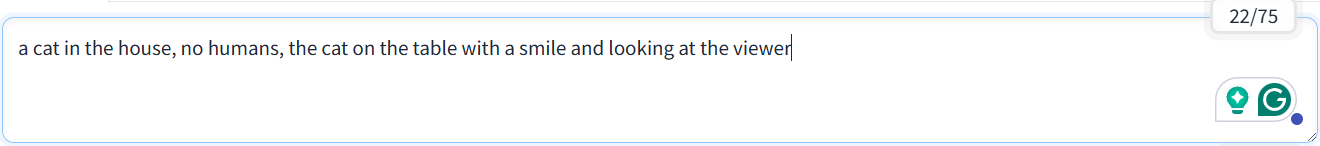 22/75
a cat in the house, no humans, the cat on the table with a smile and looking at the viewer